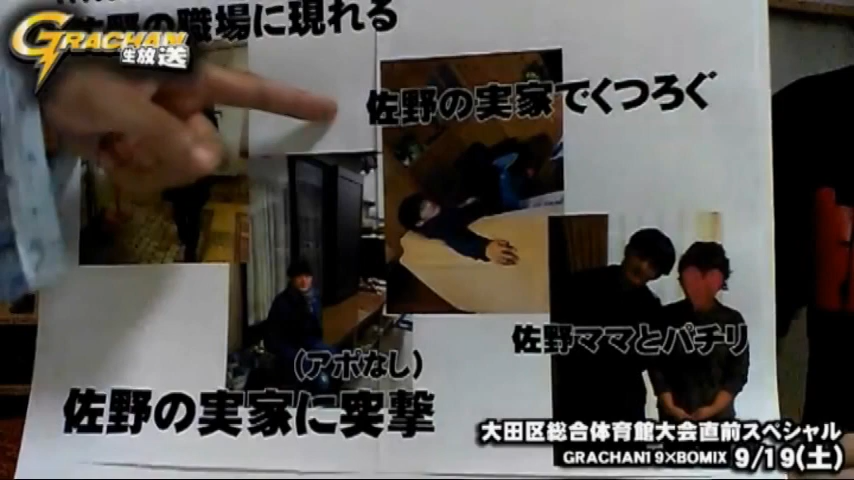 佐野の職場に現れる
GRACHAN
生放送
佐野の実家でくつろぐ
佐野ママとパチリ
(アポなし)
佐野の実家に突撃
大田区総合体育館大会直前スペシャル
GRACHAN19×BOMIX 9/19(土)